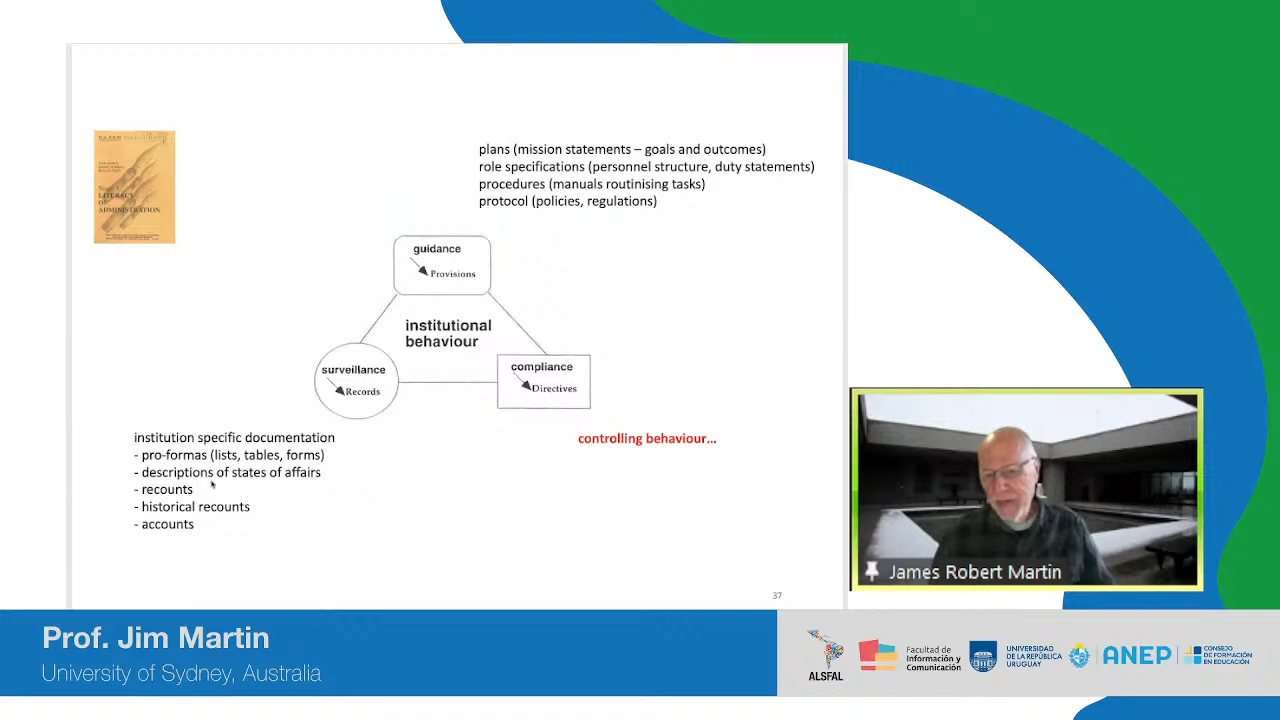 LITERACY
OF
ADMINISTRATION
plans (mission statements – goals and outcomes)
role specifications (personnel structure, duty statements)
procedures (manuals routinising tasks)
protocol (policies, regulations)
guidance
Provisions
institutional
behaviour
surveillance
Records
compliance
Directives
institution specific documentation
- pro-formas (lists, tables, forms)
- descriptions of states of affairs
- recounts
- historical recounts
- accounts
controlling behaviour...
37
James Robert Martin
Prof. Jim Martin
University of Sydney, Australia
ALSFAL
Facultad de
Información y
Comunicación
UNIVERSIDAD
DE LA REPÚBLICA
URUGUAY
ANEP
CONSEJO
DE FORMACIÓN
EN EDUCACIÓN